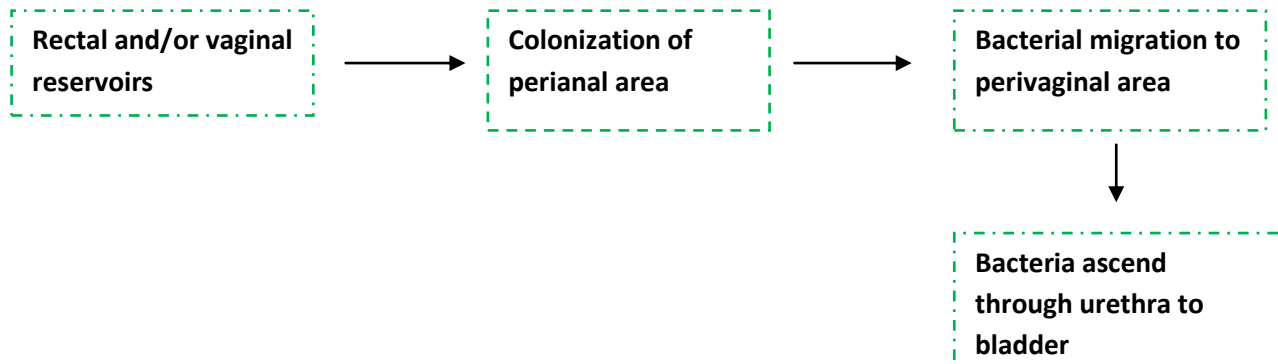 Rectal and/or vaginal
reservoirs
Colonization of
perianal area
Bacterial migration to
perivaginal area
Bacteria ascend
through urethra to
bladder